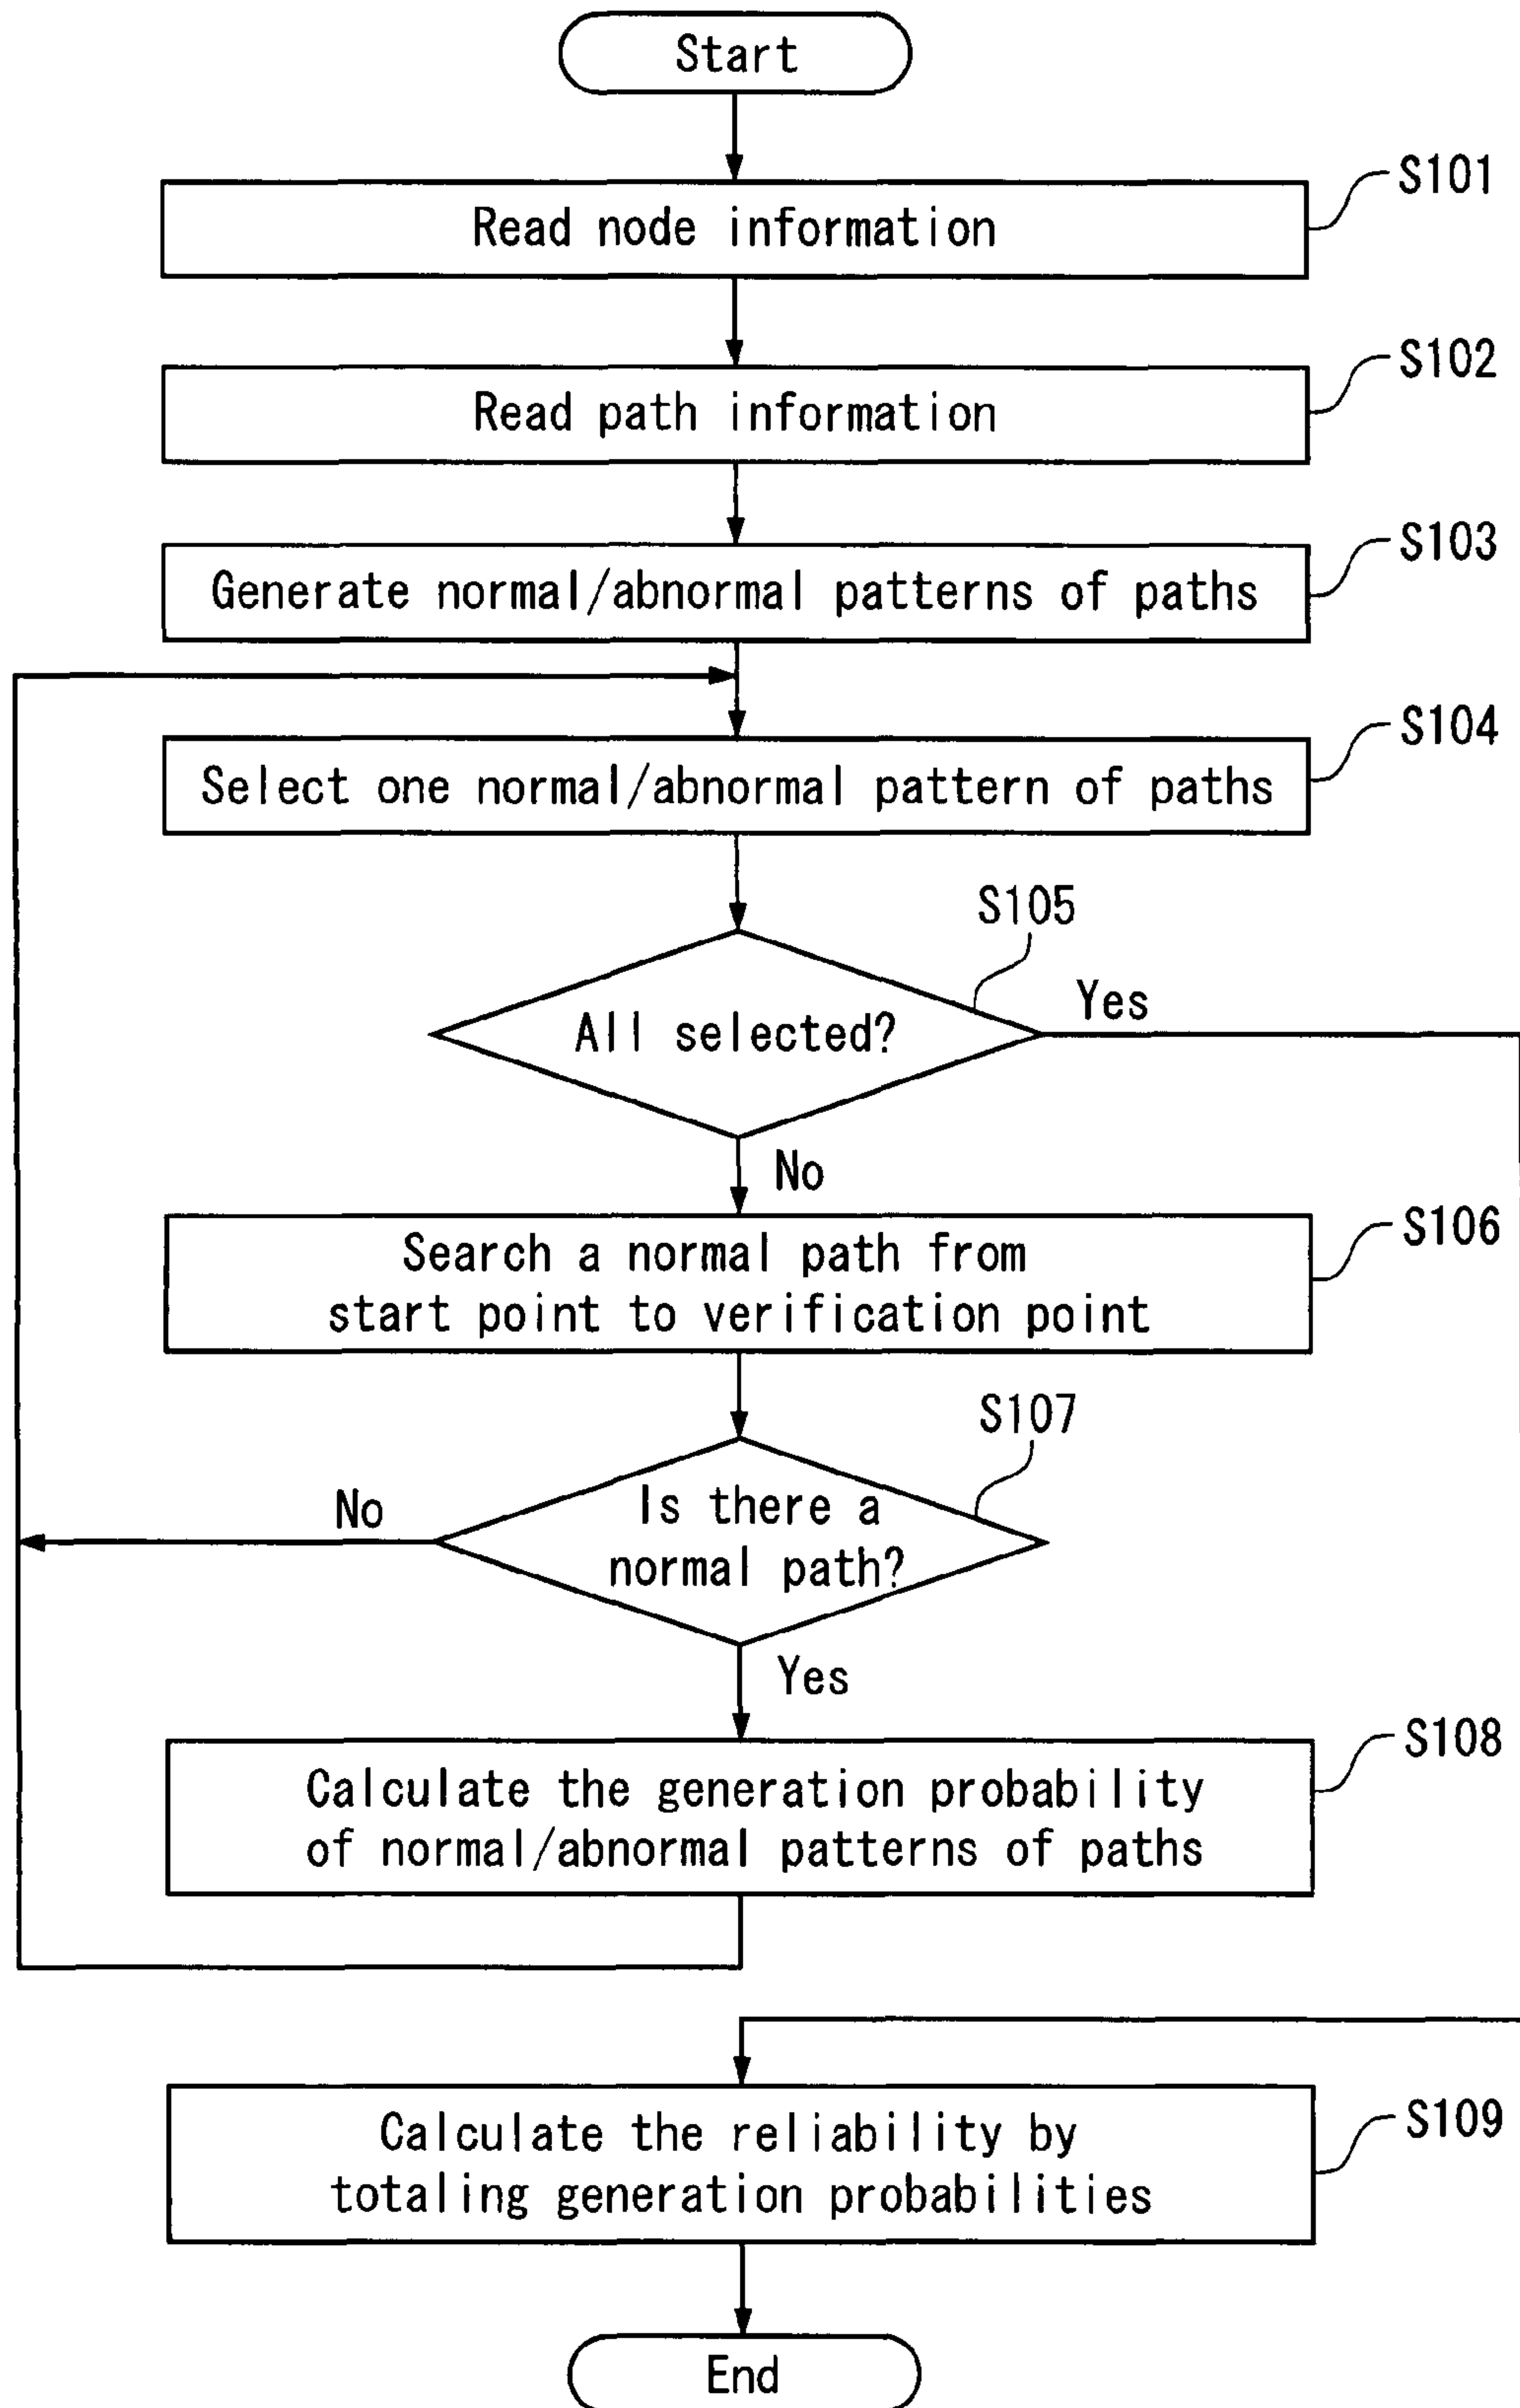 Start
S101
Read node information
S102
Read path information
S103
Generate normal/abnormal patterns of paths
S104
Select one normal/abnormal pattern of paths
S105
Yes
All selected?
No
S106
Search a normal path from
start point to verification point
S107
No
Is there a
normal path?
Yes
S108
Calculate the generation probability
of normal/abnormal patterns of paths
S109
Calculate the reliability by
totaling generation probabilities
End